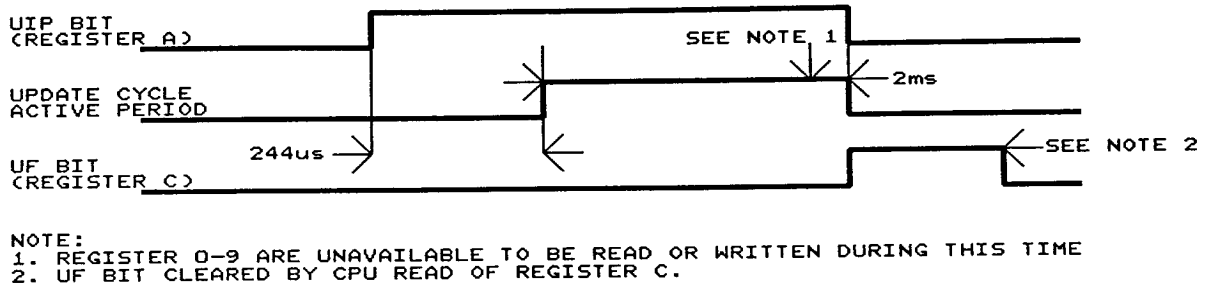 UIP BIT
(REGISTER A)
SEE NOTE 1
2ms
UPDATE CYCLE
ACTIVE PERIOD
244us
SEE NOTE 2
UF BIT
(REGISTER C)
NOTE:
1. REGISTER 0-9 ARE UNAVAILABLE TO BE READ OR WRITTEN DURING THIS TIME
2. UF BIT CLEARED BY CPU READ OF REGISTER C.